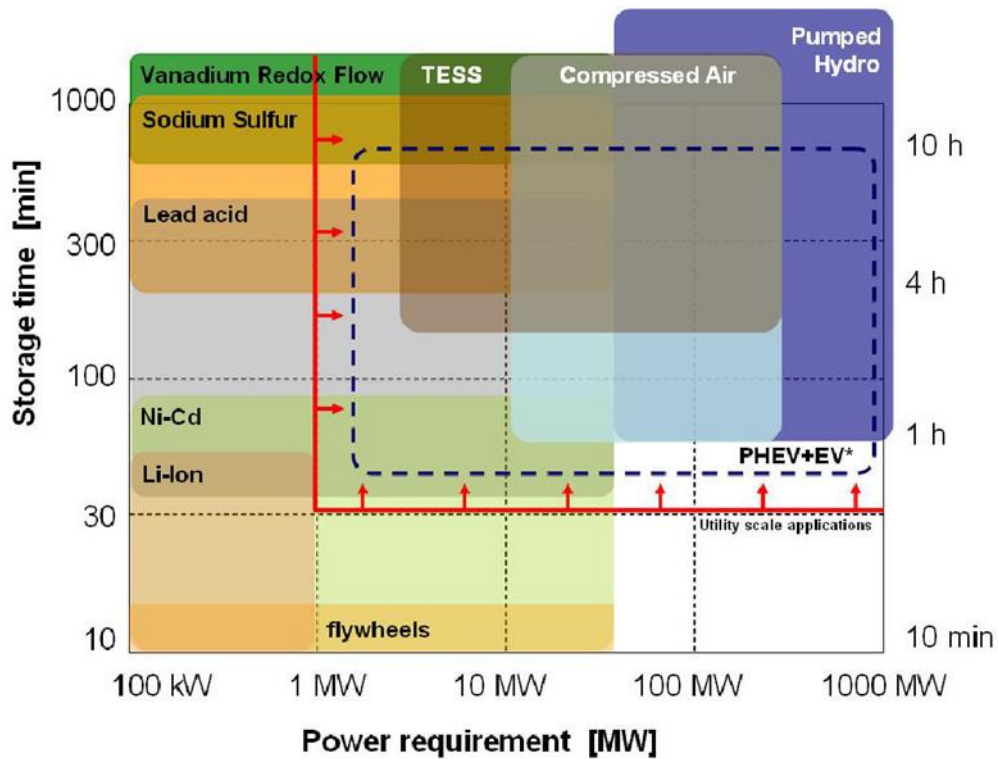 Pumped
Hydro
Vanadium Redox Flow
TESS
Compressed Air
1000
Sodium Sulfur
10 h
Lead acid
300
4 h
100
Ni-Cd
1 h
PHEV+EV*
Li-Ion
30
Utility scale applications
flywheels
10
10 min
100 kW
1 MW
10 MW
100 MW
1000 MW
Storage time [min]
Power requirement [MW]